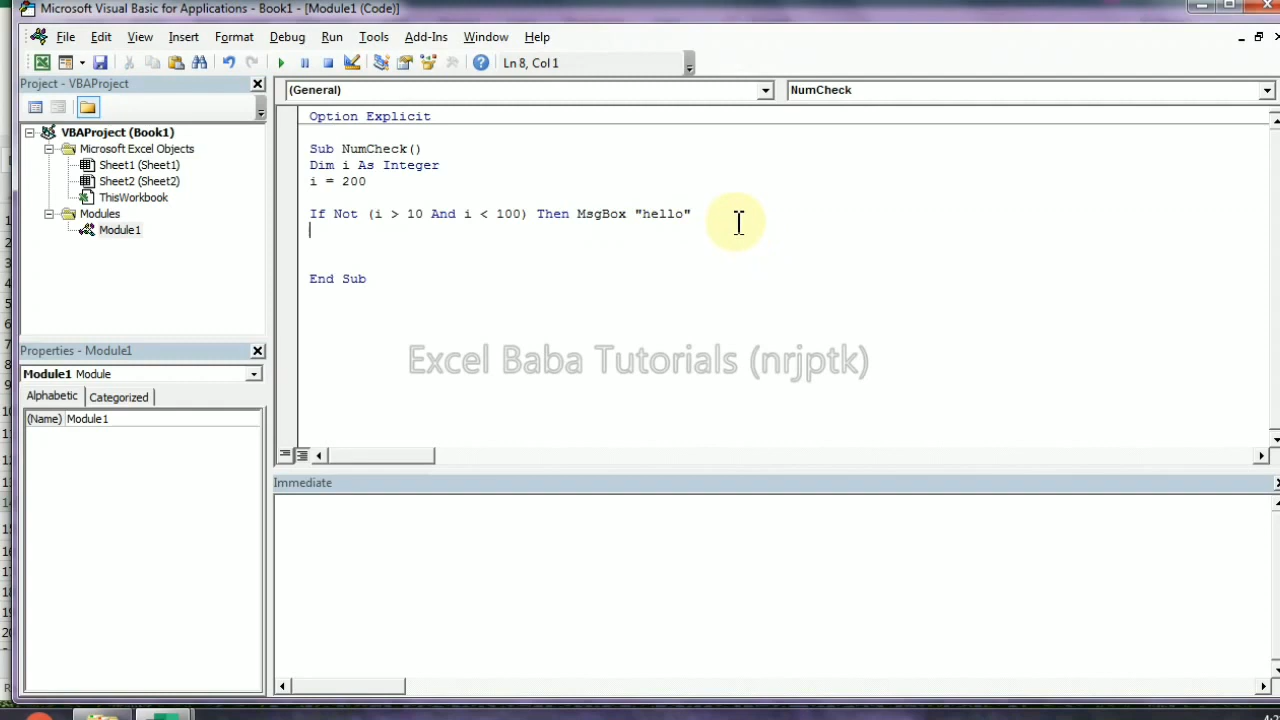 Microsoft Visual Basic for Applications - Book1 - [Module1 (Code)]
File Edit View Insert Format Debug Run Tools Add-Ins Window Help
Ln 8, Col 1
Project - VBAProject
(General)
NumCheck
VBAProject (Book1)
Microsoft Excel Objects
Sheet1 (Sheet1)
Sheet2 (Sheet2)
ThisWorkbook
Modules
Module1
Option Explicit
Sub NumCheck()
Dim i As Integer
i = 200
If Not (i > 10 And i < 100) Then MsgBox "hello"
End Sub
Excel Baba Tutorials (nrjptk)
Properties - Module1
Module1 Module
Alphabetic Categorized
(Name) Module1
Immediate